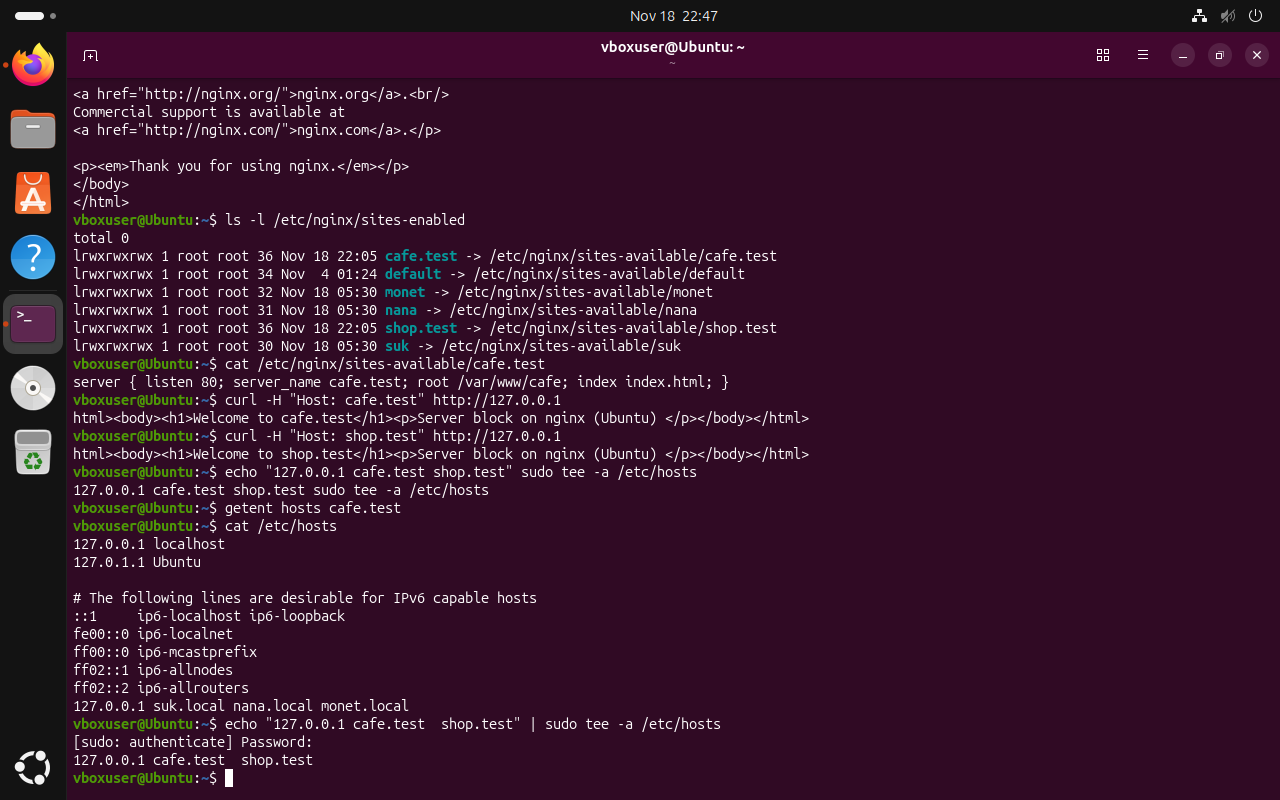 Nov 18 22:47
vboxuser@Ubuntu: ~
~
<a href="http://nginx.org/">nginx.org</a>.<br/>
Commercial support is available at
<a href="http://nginx.com/">nginx.com</a>.</p>
<p><em>Thank you for using nginx.</em></p>
</body>
</html>
vboxuser@Ubuntu:~$ ls -l /etc/nginx/sites-enabled
total 0
lrwxrwxrwx 1 root root 36 Nov 18 22:05 cafe.test -> /etc/nginx/sites-available/cafe.test
lrwxrwxrwx 1 root root 34 Nov  4 01:24 default -> /etc/nginx/sites-available/default
lrwxrwxrwx 1 root root 32 Nov 18 05:30 monet -> /etc/nginx/sites-available/monet
lrwxrwxrwx 1 root root 31 Nov 18 05:30 nana -> /etc/nginx/sites-available/nana
lrwxrwxrwx 1 root root 36 Nov 18 22:05 shop.test -> /etc/nginx/sites-available/shop.test
lrwxrwxrwx 1 root root 30 Nov 18 05:30 suk -> /etc/nginx/sites-available/suk
vboxuser@Ubuntu:~$ cat /etc/nginx/sites-available/cafe.test
server { listen 80; server_name cafe.test; root /var/www/cafe; index index.html; }
vboxuser@Ubuntu:~$ curl -H "Host: cafe.test" http://127.0.0.1
html><body><h1>Welcome to cafe.test</h1><p>Server block on nginx (Ubuntu) </p></body></html>
vboxuser@Ubuntu:~$ curl -H "Host: shop.test" http://127.0.0.1
html><body><h1>Welcome to shop.test</h1><p>Server block on nginx (Ubuntu) </p></body></html>
vboxuser@Ubuntu:~$ echo "127.0.0.1 cafe.test shop.test" sudo tee -a /etc/hosts
127.0.0.1 cafe.test shop.test sudo tee -a /etc/hosts
vboxuser@Ubuntu:~$ getent hosts cafe.test
vboxuser@Ubuntu:~$ cat /etc/hosts
127.0.0.1 localhost
127.0.1.1 Ubuntu
# The following lines are desirable for IPv6 capable hosts
::1     ip6-localhost ip6-loopback
fe00::0 ip6-localnet
ff00::0 ip6-mcastprefix
ff02::1 ip6-allnodes
ff02::2 ip6-allrouters
127.0.0.1 suk.local nana.local monet.local
vboxuser@Ubuntu:~$ echo "127.0.0.1 cafe.test  shop.test" | sudo tee -a /etc/hosts
[sudo: authenticate] Password:
127.0.0.1 cafe.test  shop.test
vboxuser@Ubuntu:~$